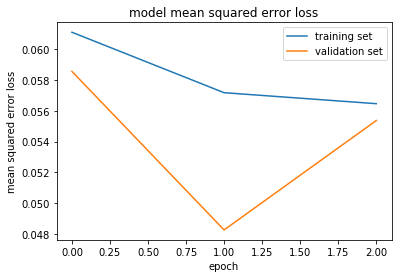 model mean squared error loss
training set
validation set
mean squared error loss
0.060
0.058
0.056
0.054
0.052
0.050
0.048
0.00 0.25 0.50 0.75 1.00 1.25 1.50 1.75 2.00
epoch